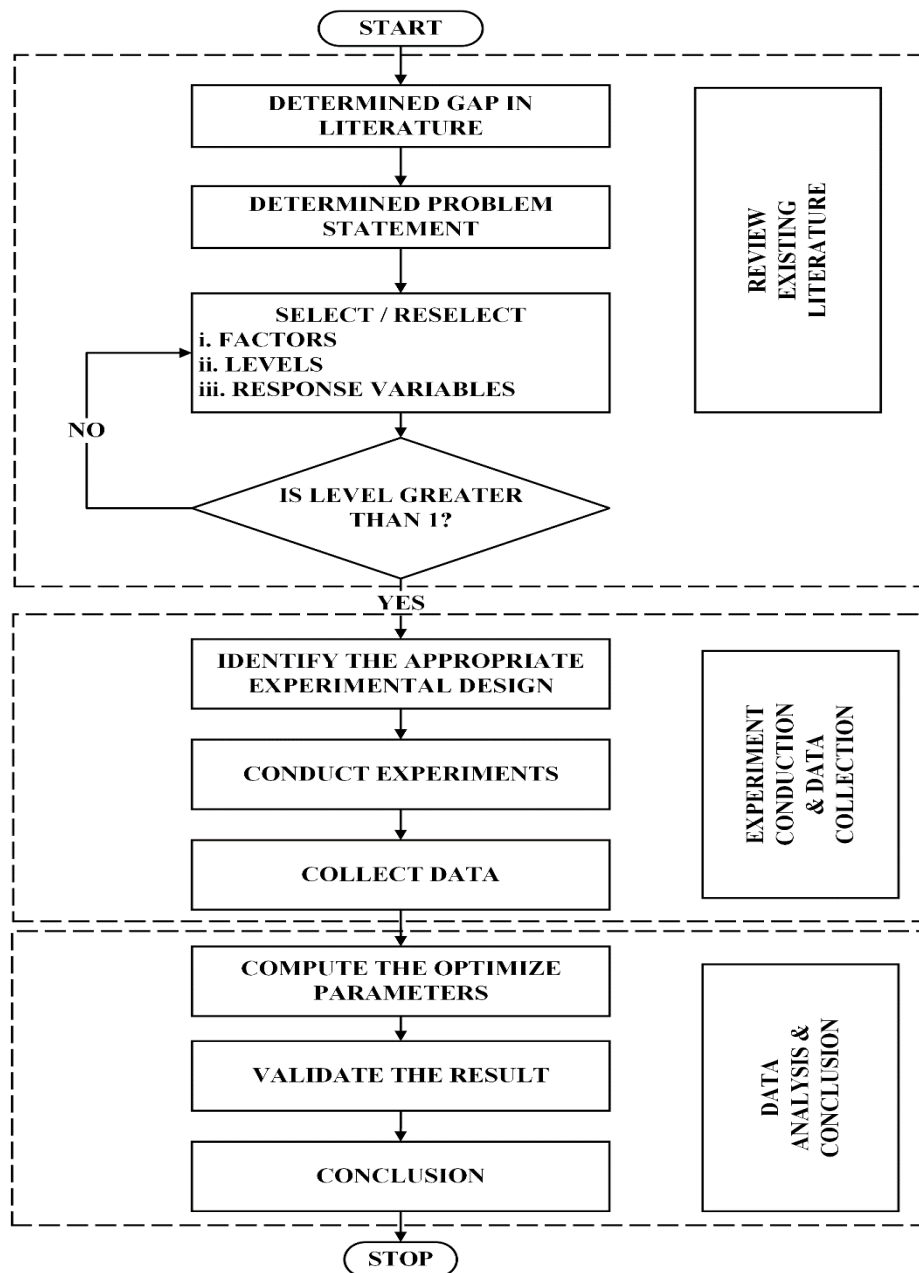 START
DETERMINED GAP IN
LITERATURE
DETERMINED PROBLEM
STATEMENT
SELECT / RESELECT
i. FACTORS
ii. LEVELS
iii. RESPONSE VARIABLES
NO
IS LEVEL GREATER
THAN 1?
YES
REVIEW
EXISTING
LITERATURE
IDENTIFY THE APPROPRIATE
EXPERIMENTAL DESIGN
CONDUCT EXPERIMENTS
COLLECT DATA
EXPERIMENT
CONDUCTION
& DATA
COLLECTION
COMPUTE THE OPTIMIZE
PARAMETERS
VALIDATE THE RESULT
CONCLUSION
DATA
ANALYSIS &
CONCLUSION
STOP